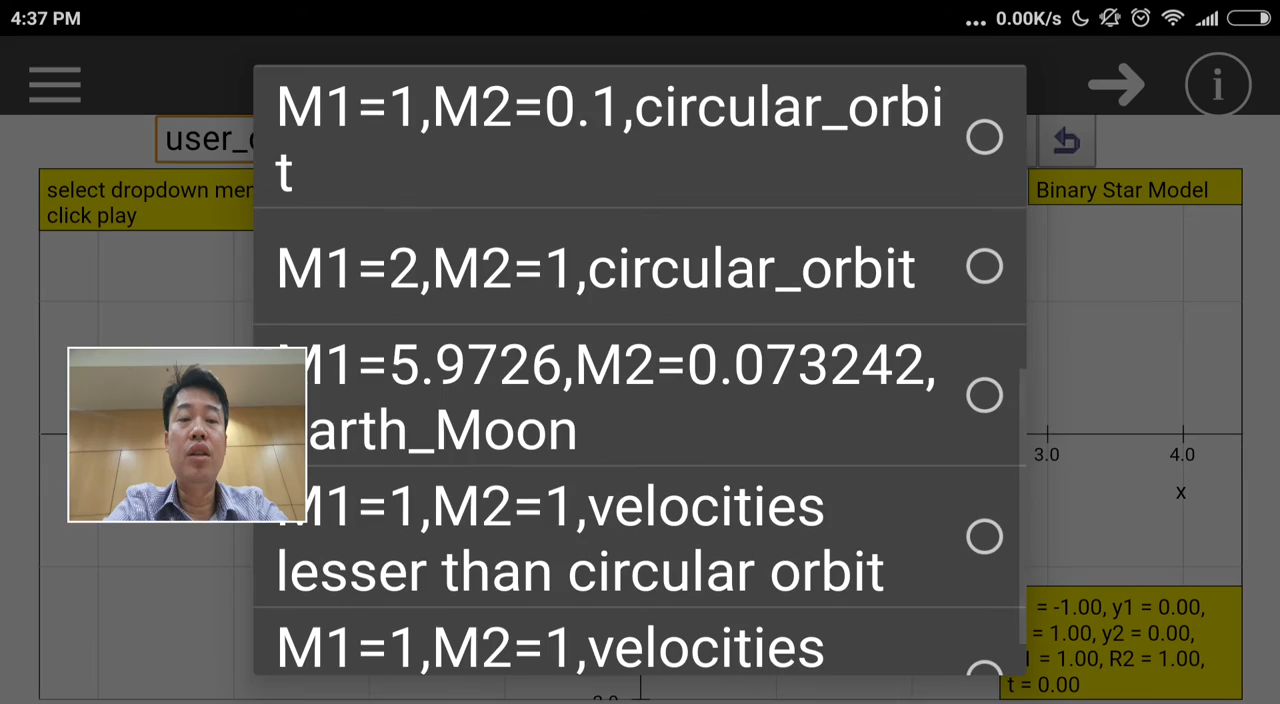 4:37 PM
... 0.00K/s
M1=1,M2=0.1,circular_orbi
t
user_
select dropdown mer
click play
Binary Star Model
M1=2,M2=1,circular_orbit
M1=5.9726,M2=0.073242,
arth_Moon
3.0
4.0
x
M1=1,M2=1,velocities
lesser than circular orbit
= -1.00, y1 = 0.00,
= 1.00, y2 = 0.00,
1 = 1.00, R2 = 1.00,
t = 0.00
M1=1,M2=1,velocities